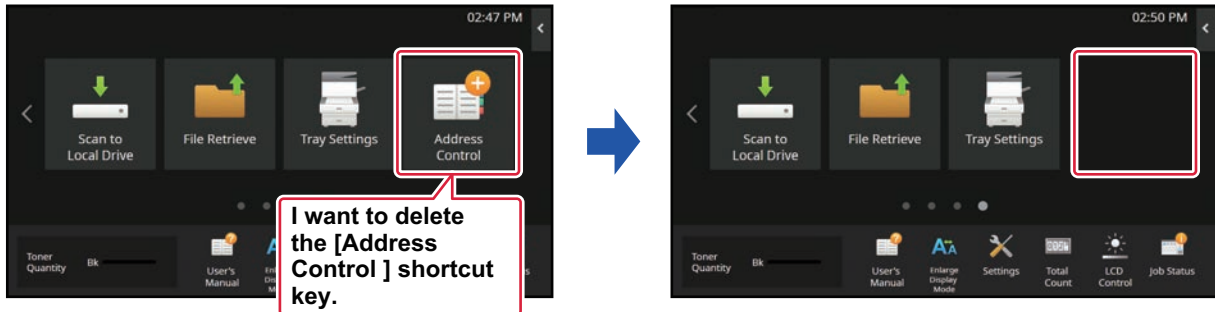 02:47 PM
Scan to
Local Drive
File Retrieve
Tray Settings
Address
Control
I want to delete
the [Address
Control ] shortcut
key.
Toner
Quantity
Bk
User's
Manual
02:50 PM
Scan to
Local Drive
File Retrieve
Tray Settings
Toner
Quantity
Bk
User's
Manual
Enlarge
Display
Mode
Settings
Total
Count
LCD
Control
Job Status